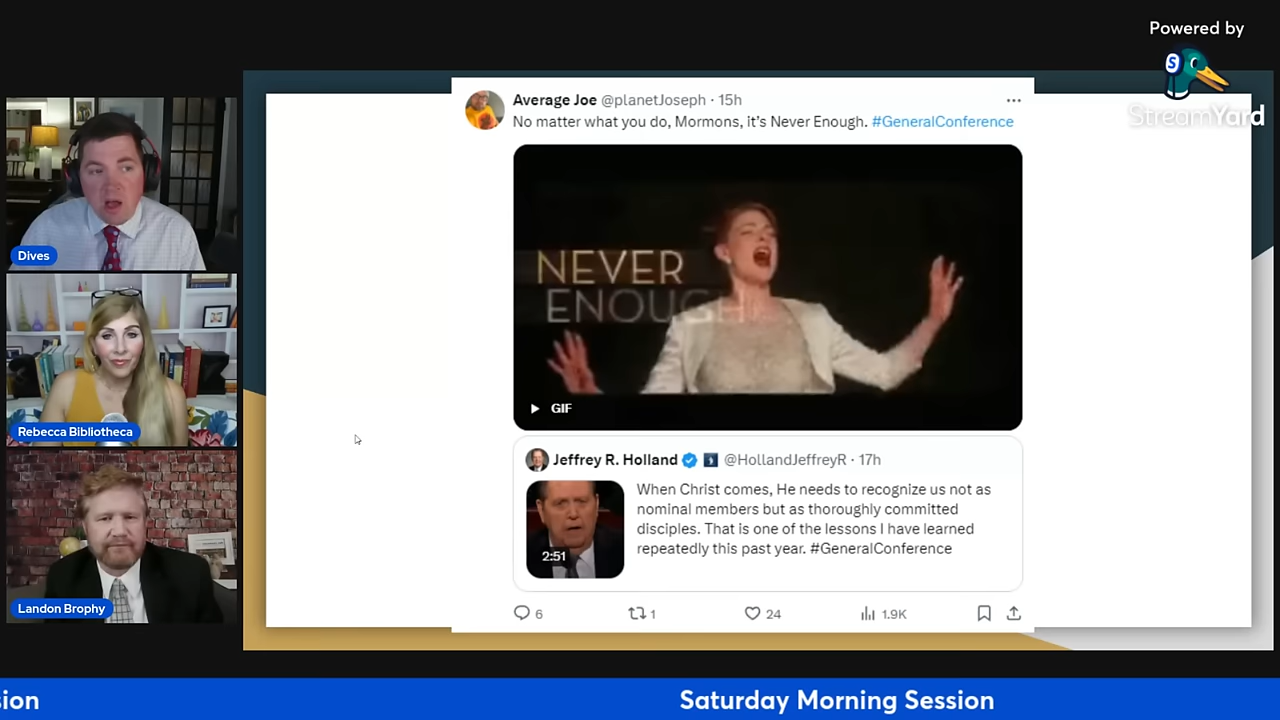 Powered by
S
StreamYard
Dives
Rebecca Bibliotheca
Landon Brophy
Average Joe @planetJoseph · 15h
No matter what you do, Mormons, it's Never Enough. #GeneralConference
NEVER
ENOUGH
GIF
Jeffrey R. Holland @HollandJeffreyR · 17h
When Christ comes, He needs to recognize us not as
nominal members but as thoroughly committed
disciples. That is one of the lessons I have learned
repeatedly this past year. #GeneralConference
2:51
6
1
24
1.9K
sion
Saturday Morning Session